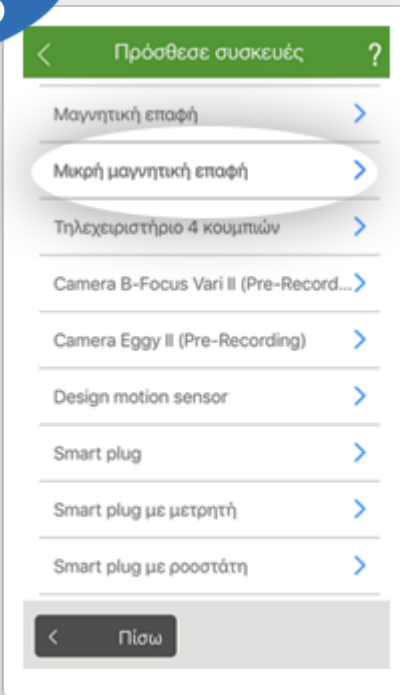 Πρόσθεσε συσκευές ?
Μαγνητική επαφή
Μικρή μαγνητική επαφή
Τηλεχειριστήριο 4 κουμπιών
Camera B-Focus Vari II (Pre-Record...
Camera Eggy II (Pre-Recording)
Design motion sensor
Smart plug
Smart plug με μετρητή
Smart plug με ροοστάτη
Πίσω